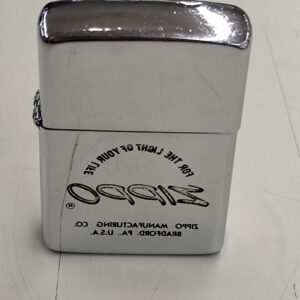 FOR THE LIGHT OF YOUR LIFE
ZIPPO®
ZIPPO MANUFACTURING CO.
BRADFORD. PA.. U.S.A.